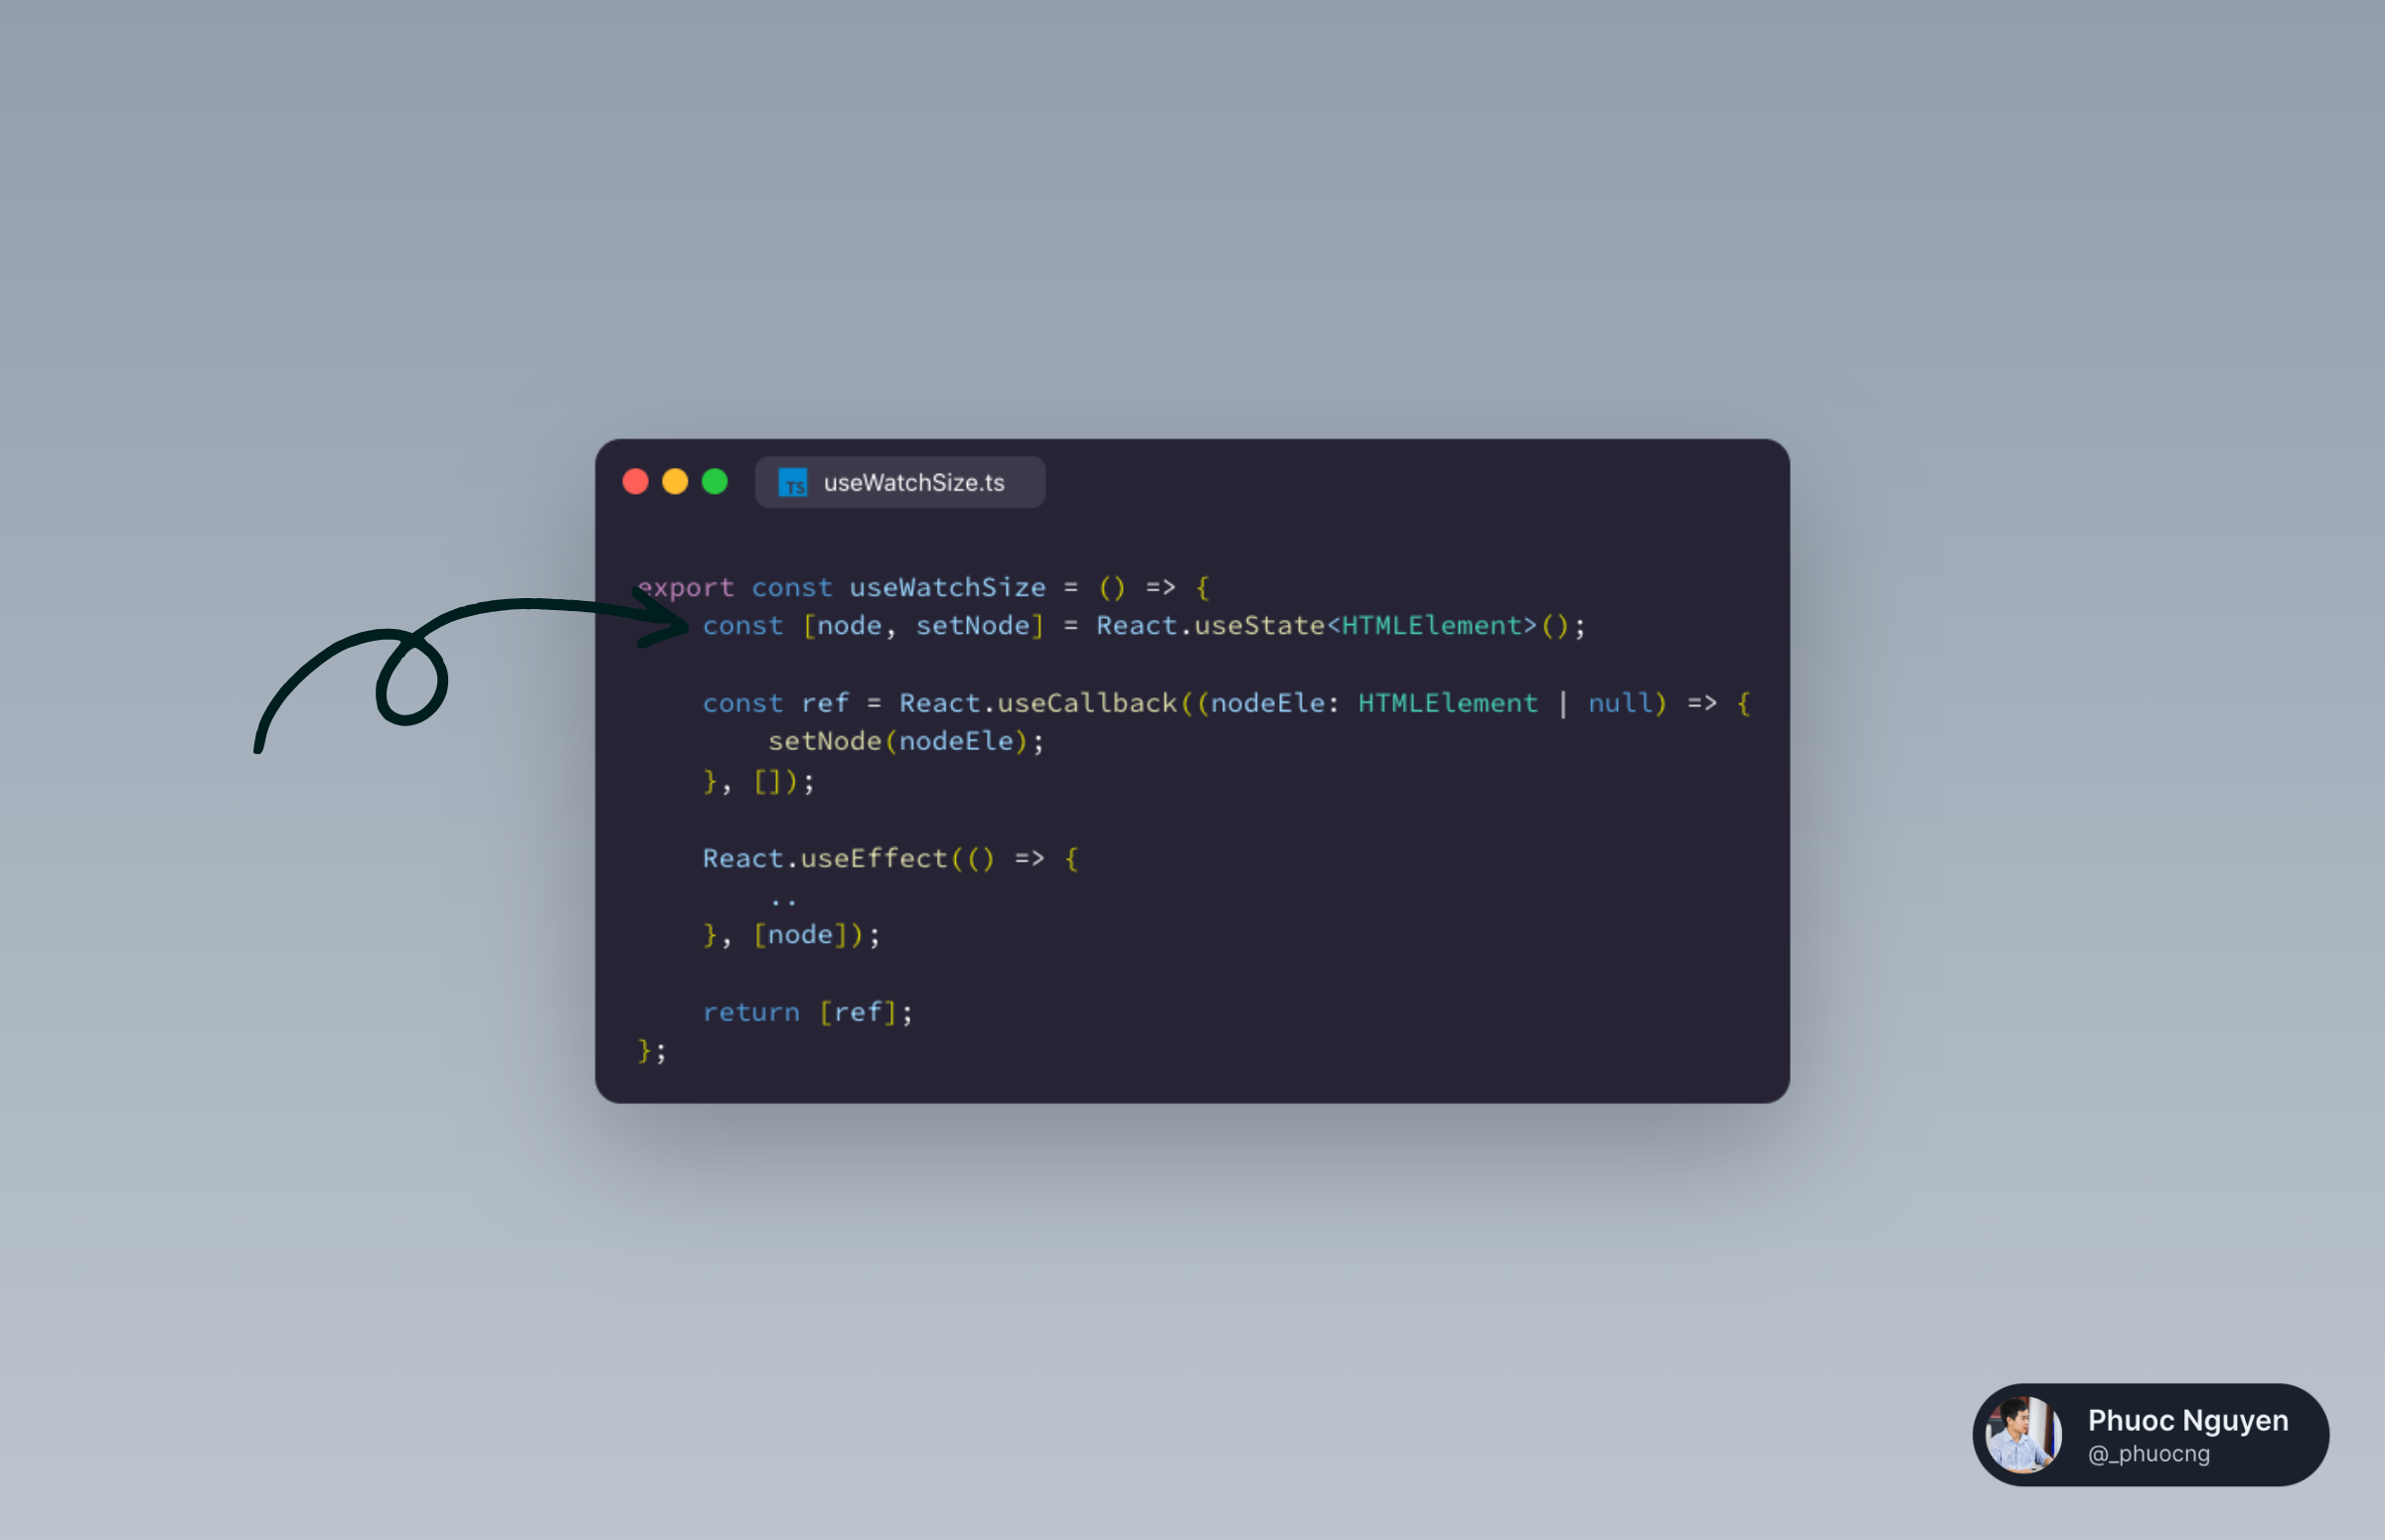 TS useWatchSize.ts
export const useWatchSize = () => {
    const [node, setNode] = React.useState<HTMLElement>();

    const ref = React.useCallback((nodeEle: HTMLElement | null) => {
        setNode(nodeEle);
    }, []);

    React.useEffect(() => {
        ..
    }, [node]);

    return [ref];
};
Phuoc Nguyen
@_phuocng